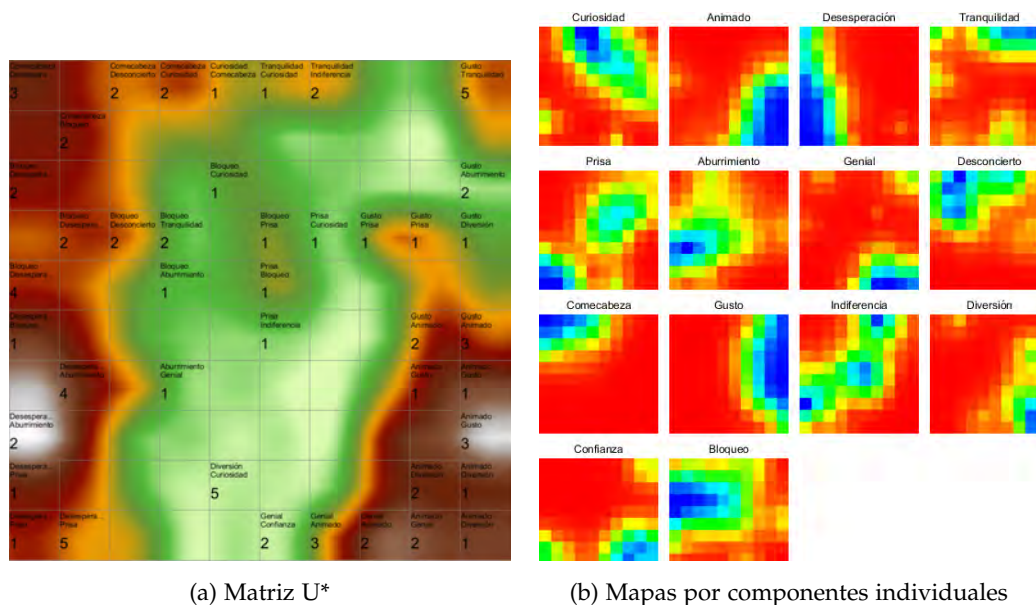 Comecabeza
Desespera...
3
Comecabeza
Desconcierto
2
Comecabeza
Curiosidad
2
Curiosidad
Comecabeza
1
Tranquilidad
Curiosidad
1
Tranquilidad
Indiferencia
2
Gusto
Tranquilidad
5
Comecabeza
Bloqueo
2
Bloqueo
Desespera...
2
Bloqueo
Curiosidad
1
Gusto
Aburrimiento
2
Bloqueo
Desespera...
2
Bloqueo
Desconcierto
2
Bloqueo
Tranquilidad
2
Bloqueo
Prisa
1
Prisa
Curiosidad
1
Gusto
Prisa
1
Gusto
Prisa
1
Gusto
Diversión
1
Bloqueo
Desespera...
4
Bloqueo
Aburrimiento
1
Prisa
Bloqueo
1
Desespera...
Bloqueo
1
Prisa
Indiferencia
1
Gusto
Animado
2
Gusto
Animado
3
Desespera...
Aburrimiento
4
Aburrimiento
Genial
1
Animado
Gusto
1
Animado
Gusto
1
Desespera...
Aburrimiento
2
Animado
Gusto
3
Desespera...
Prisa
1
Diversión
Curiosidad
5
Animado
Diversión
2
Animado
Diversión
1
Desespera...
Prisa
1
Desespera...
Prisa
5
Genial
Confianza
2
Genial
Animado
3
Genial
Animado
2
Animado
Genial
2
Animado
Diversión
1
(a) Matriz U*
Curiosidad
Animado
Desesperación
Tranquilidad
Prisa
Aburrimiento
Genial
Desconcierto
Comecabeza
Gusto
Indiferencia
Diversión
Confianza
Bloqueo
(b) Mapas por componentes individuales